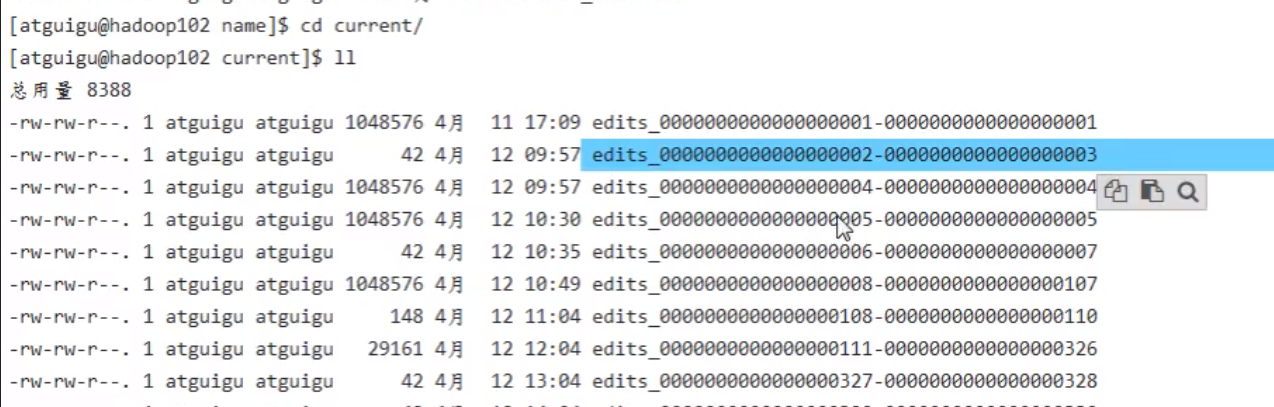 [atguigu@hadoop102 name]$ cd current/
[atguigu@hadoop102 current]$ ll
总用量 8388
-rw-rw-r--. 1 atguigu atguigu 1048576 4月  11 17:09 edits_0000000000000000001-0000000000000000001
-rw-rw-r--. 1 atguigu atguigu      42 4月  12 09:57 edits_0000000000000000002-0000000000000000003
-rw-rw-r--. 1 atguigu atguigu 1048576 4月  12 09:57 edits_0000000000000000004-0000000000000000004
-rw-rw-r--. 1 atguigu atguigu 1048576 4月  12 10:30 edits_0000000000000000005-0000000000000000005
-rw-rw-r--. 1 atguigu atguigu      42 4月  12 10:35 edits_0000000000000000006-0000000000000000007
-rw-rw-r--. 1 atguigu atguigu 1048576 4月  12 10:49 edits_0000000000000000008-0000000000000000107
-rw-rw-r--. 1 atguigu atguigu     148 4月  12 11:04 edits_0000000000000000108-0000000000000000110
-rw-rw-r--. 1 atguigu atguigu   29161 4月  12 12:04 edits_0000000000000000111-0000000000000000326
-rw-rw-r--. 1 atguigu atguigu      42 4月  12 13:04 edits_0000000000000000327-0000000000000000328